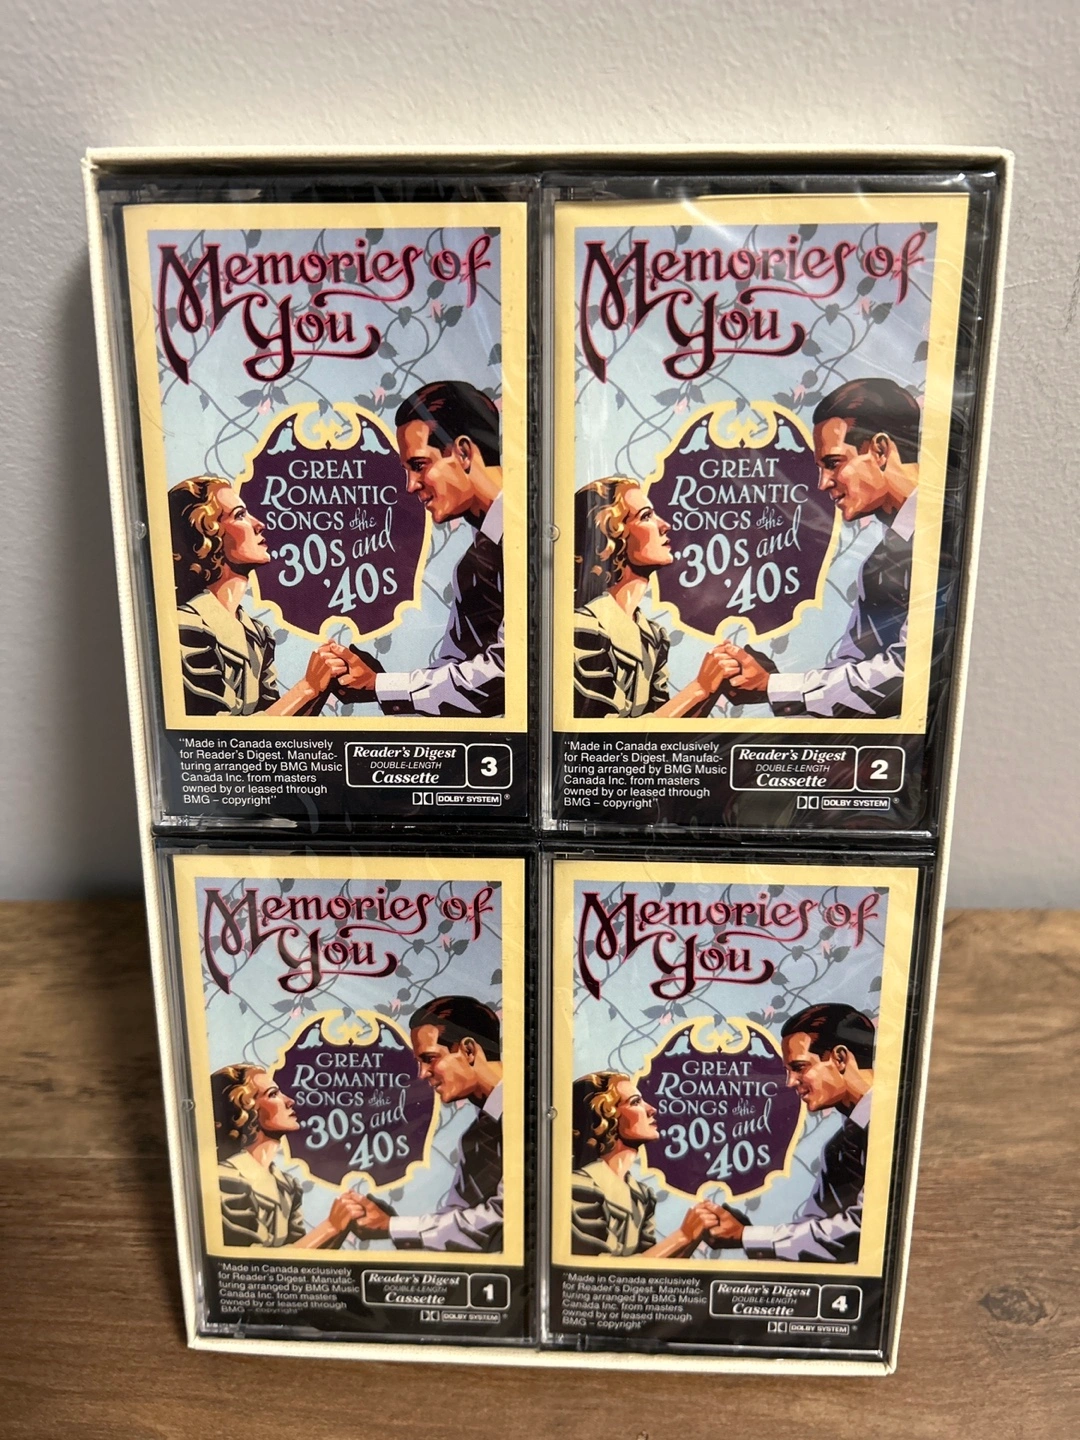 Memories of
You
GREAT
ROMANTIC
SONGS of the
'30s and
'40s
"Made in Canada exclusively
for Reader's Digest. Manufac-
turing arranged by BMG Music
Canada Inc. from masters
owned by or leased through
BMG – copyright"
Reader's Digest
DOUBLE-LENGTH
Cassette
3
DOLBY SYSTEM®
Memories of
You
GREAT
ROMANTIC
SONGS of the
'30s and
'40s
"Made in Canada exclusively
for Reader's Digest. Manufac-
turing arranged by BMG Music
Canada Inc. from masters
owned by or leased through
BMG – copyright"
Reader's Digest
DOUBLE-LENGTH
Cassette
2
DOLBY SYSTEM®
Memories of
You
GREAT
ROMANTIC
SONGS of the
'30s and
'40s
"Made in Canada exclusively
for Reader's Digest. Manufac-
turing arranged by BMG Music
Canada Inc. from masters
owned by or leased through
BMG – copyright"
Reader's Digest
DOUBLE-LENGTH
Cassette
1
DOLBY SYSTEM®
Memories of
You
GREAT
ROMANTIC
SONGS of the
'30s and
'40s
"Made in Canada exclusively
for Reader's Digest. Manufac-
turing arranged by BMG Music
Canada Inc. from masters
owned by or leased through
BMG – copyright"
Reader's Digest
DOUBLE-LENGTH
Cassette
4
DOLBY SYSTEM®